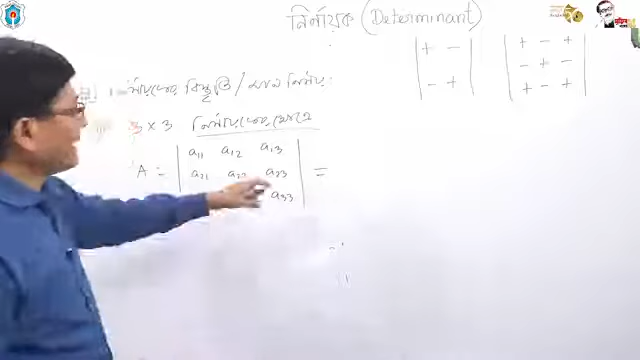 নির্ণায়ক (Determinant)
+ −
− +
+ − +
− + −
+ − +
নির্ণায়কের বিস্তৃতি / মান নির্ণয়:
3 × 3 নির্ণায়কের ক্ষেত্রে
a₁₁ a₁₂ a₁₃
A = a₂₁ a₂₂ a₂₃ =
a₃₃